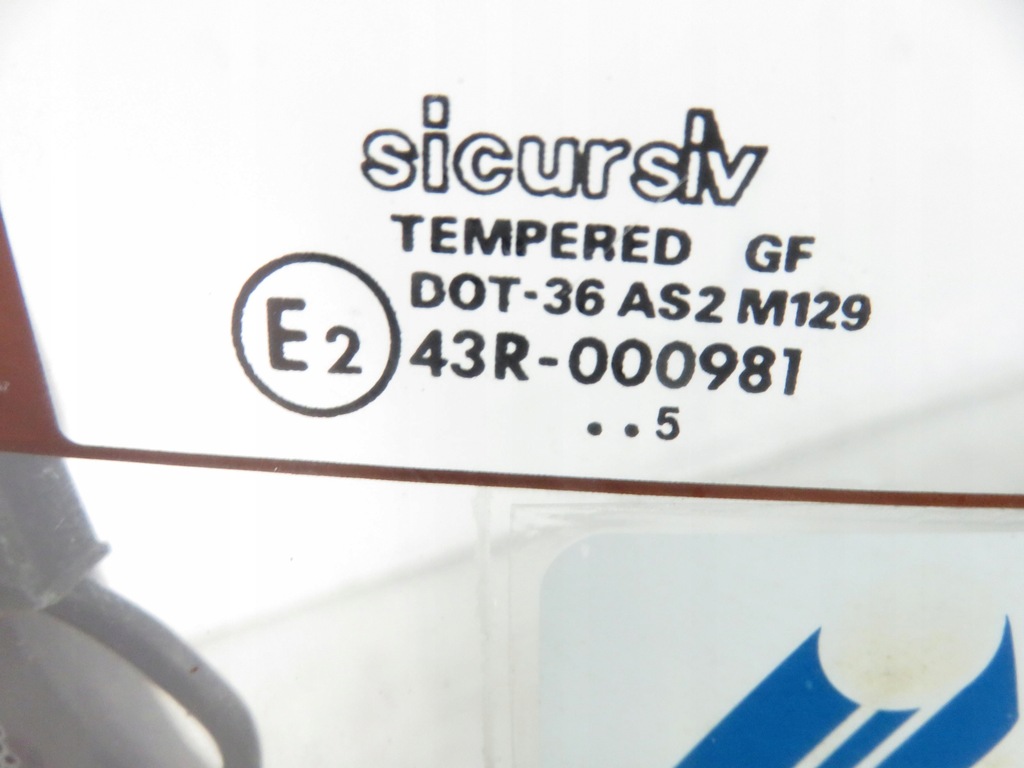 sicursiv
TEMPERED GF
DOT-36 AS2 M129
E2 43R-000981
..5